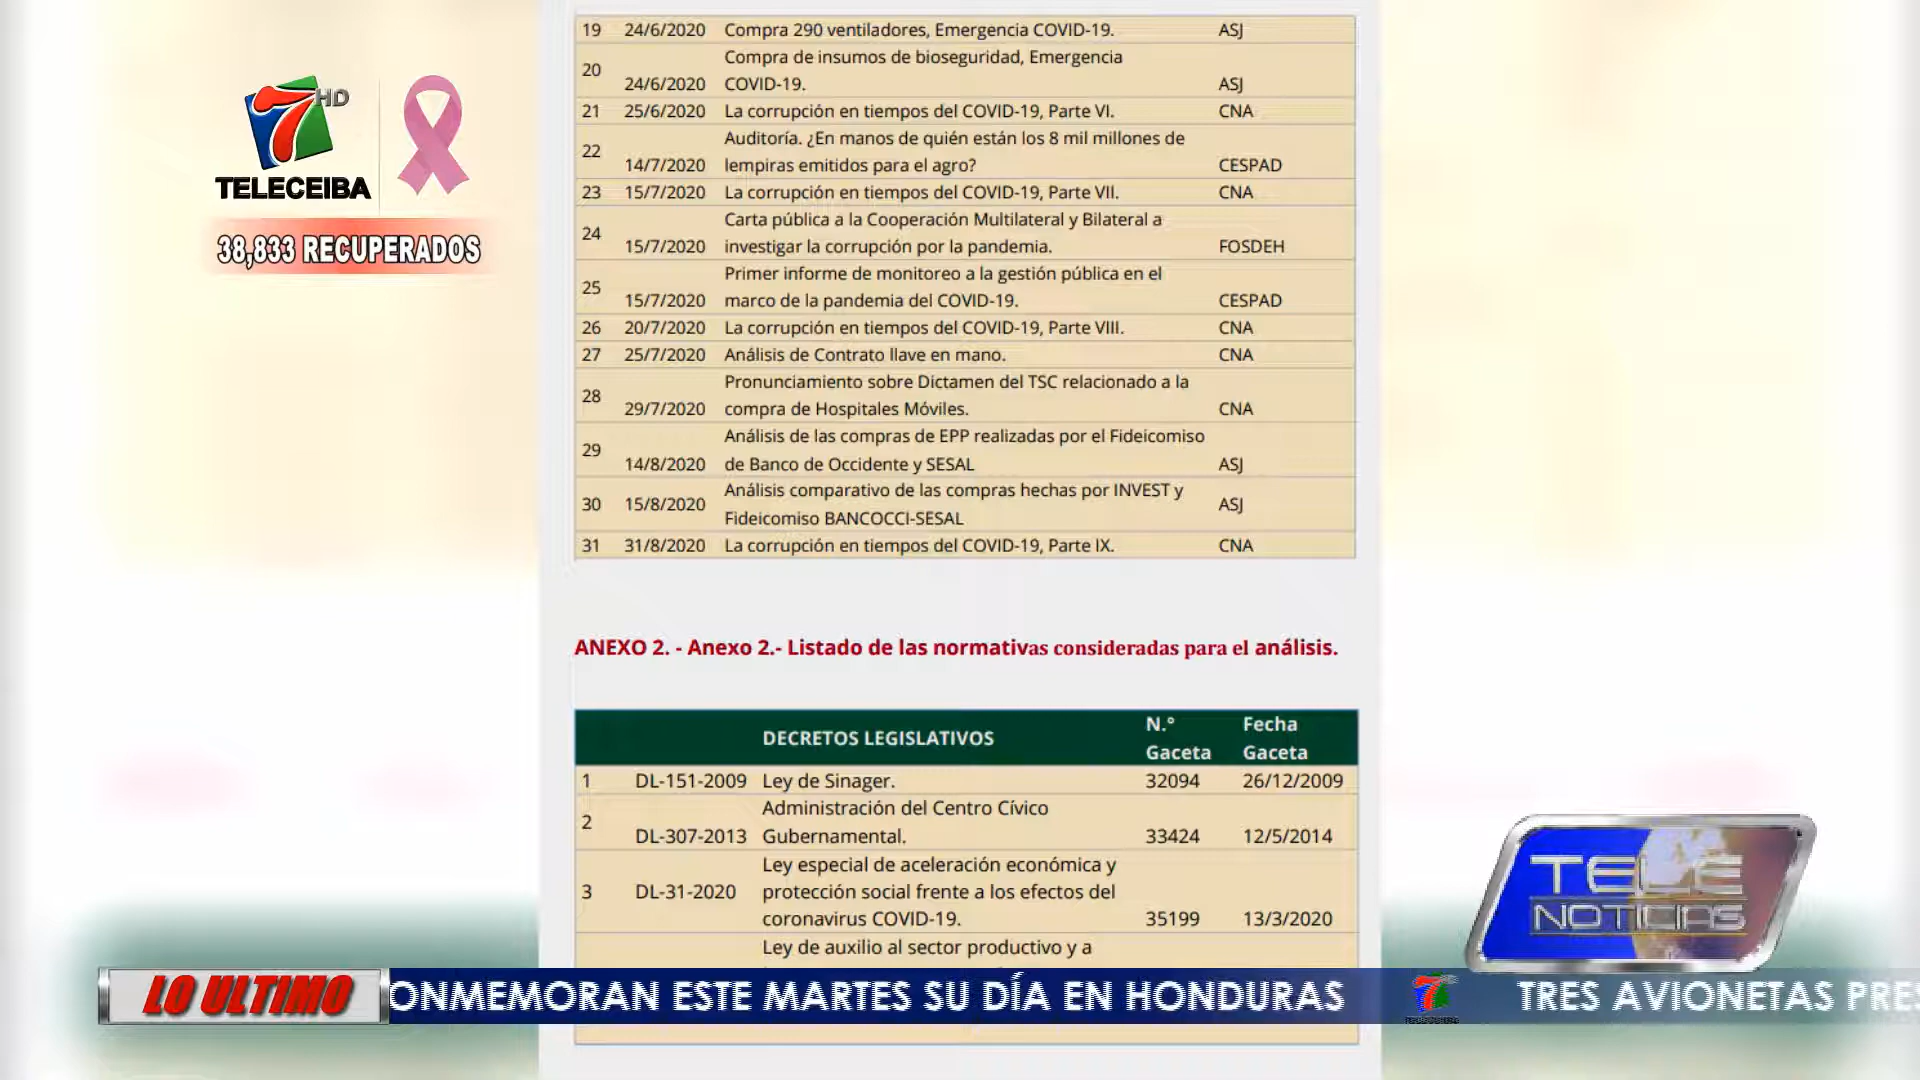 7 HD
TELECEIBA
38,833 RECUPERADOS
19 24/6/2020 Compra 290 ventiladores, Emergencia COVID-19. ASJ
Compra de insumos de bioseguridad, Emergencia
20 24/6/2020 COVID-19. ASJ
21 25/6/2020 La corrupción en tiempos del COVID-19, Parte VI. CNA
Auditoría. ¿En manos de quién están los 8 mil millones de
22 14/7/2020 lempiras emitidos para el agro? CESPAD
23 15/7/2020 La corrupción en tiempos del COVID-19, Parte VII. CNA
Carta pública a la Cooperación Multilateral y Bilateral a
24 15/7/2020 investigar la corrupción por la pandemia. FOSDEH
Primer informe de monitoreo a la gestión pública en el
25 15/7/2020 marco de la pandemia del COVID-19. CESPAD
26 20/7/2020 La corrupción en tiempos del COVID-19, Parte VIII. CNA
27 25/7/2020 Análisis de Contrato llave en mano. CNA
Pronunciamiento sobre Dictamen del TSC relacionado a la
28 29/7/2020 compra de Hospitales Móviles. CNA
Análisis de las compras de EPP realizadas por el Fideicomiso
29 14/8/2020 de Banco de Occidente y SESAL ASJ
Análisis comparativo de las compras hechas por INVEST y
30 15/8/2020 Fideicomiso BANCOCCI-SESAL ASJ
31 31/8/2020 La corrupción en tiempos del COVID-19, Parte IX. CNA
ANEXO 2. - Anexo 2.- Listado de las normativas consideradas para el análisis.
DECRETOS LEGISLATIVOS N.° Gaceta Fecha Gaceta
1 DL-151-2009 Ley de Sinager. 32094 26/12/2009
Administración del Centro Cívico
2 DL-307-2013 Gubernamental. 33424 12/5/2014
Ley especial de aceleración económica y
3 DL-31-2020 protección social frente a los efectos del
coronavirus COVID-19. 35199 13/3/2020
Ley de auxilio al sector productivo y a
TELE
NOTICIAS
LO ULTIMO ONMEMORAN ESTE MARTES SU DÍA EN HONDURAS 7 TRES AVIONETAS PRES